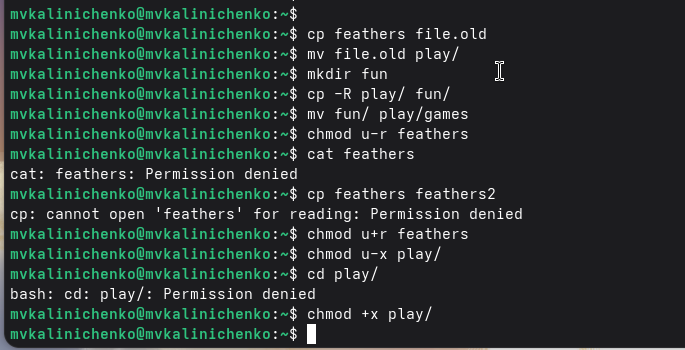 mvkalinichenko@mvkalinichenko:~$
mvkalinichenko@mvkalinichenko:~$ cp feathers file.old
mvkalinichenko@mvkalinichenko:~$ mv file.old play/
mvkalinichenko@mvkalinichenko:~$ mkdir fun
mvkalinichenko@mvkalinichenko:~$ cp -R play/ fun/
mvkalinichenko@mvkalinichenko:~$ mv fun/ play/games
mvkalinichenko@mvkalinichenko:~$ chmod u-r feathers
mvkalinichenko@mvkalinichenko:~$ cat feathers
cat: feathers: Permission denied
mvkalinichenko@mvkalinichenko:~$ cp feathers feathers2
cp: cannot open 'feathers' for reading: Permission denied
mvkalinichenko@mvkalinichenko:~$ chmod u+r feathers
mvkalinichenko@mvkalinichenko:~$ chmod u-x play/
mvkalinichenko@mvkalinichenko:~$ cd play/
bash: cd: play/: Permission denied
mvkalinichenko@mvkalinichenko:~$ chmod +x play/
mvkalinichenko@mvkalinichenko:~$